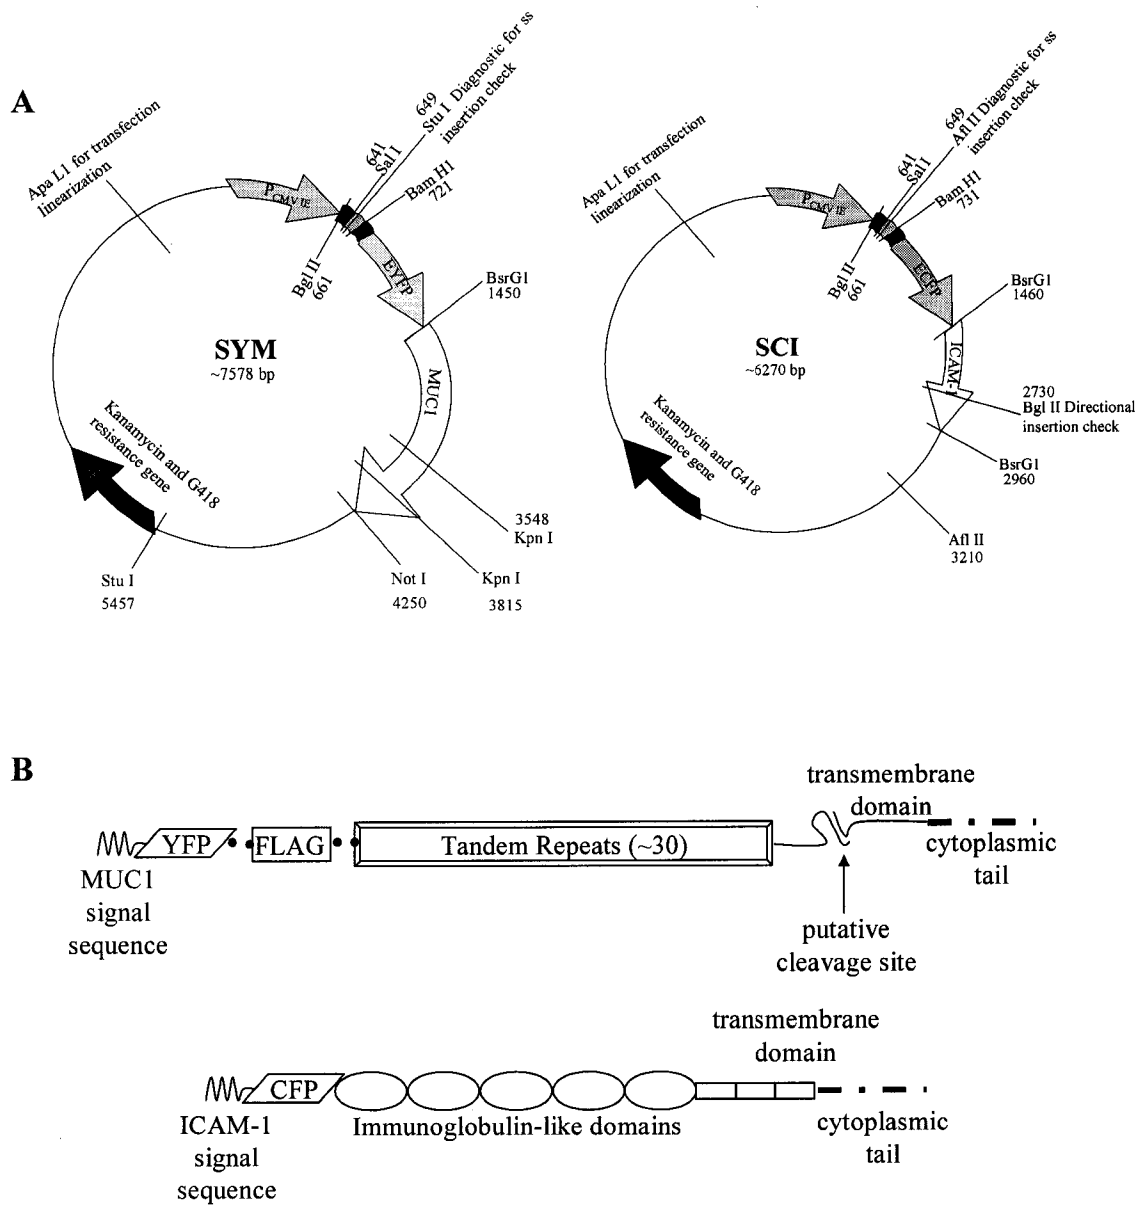 A
Apa L1 for transfection
linearization
P CMV IE
641
Sal I
649
Stu I Diagnostic for ss
insertion check
Bam H1
721
Bgl II
661
EYFP
BsrG1
1450
SYM
~7578 bp
MUC1
Kanamycin and G418
resistance gene
3548
Kpn I
Stu I
5457
Not I
4250
Kpn I
3815
Apa L1 for transfection
linearization
P CMV IE
641
Sal I
649
Afl II Diagnostic for ss
insertion check
Bam H1
731
Bgl II
661
ECFP
BsrG1
1460
SCI
~6270 bp
ICAM-1
2730
Bgl II Directional
insertion check
Kanamycin and G418
resistance gene
BsrG1
2960
Afl II
3210
B
transmembrane
domain
YFP
FLAG
Tandem Repeats (~30)
cytoplasmic
tail
MUC1
signal
sequence
putative
cleavage site
transmembrane
domain
CFP
ICAM-1
signal
sequence
Immunoglobulin-like domains
cytoplasmic
tail